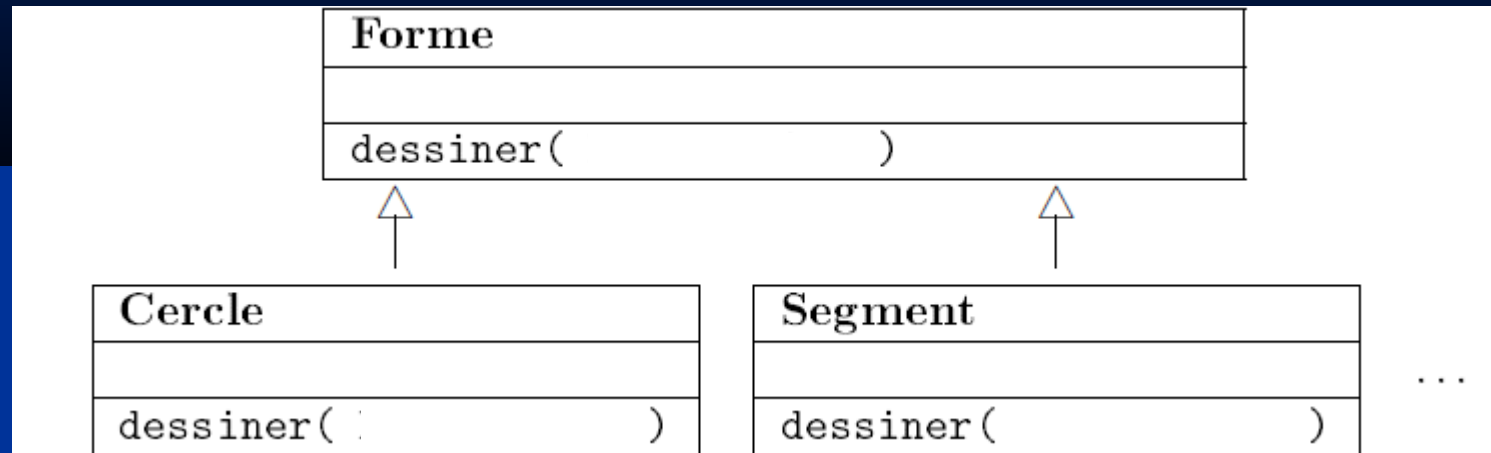 Forme
dessiner( )
Cercle
Segment
...
dessiner( )
dessiner( )